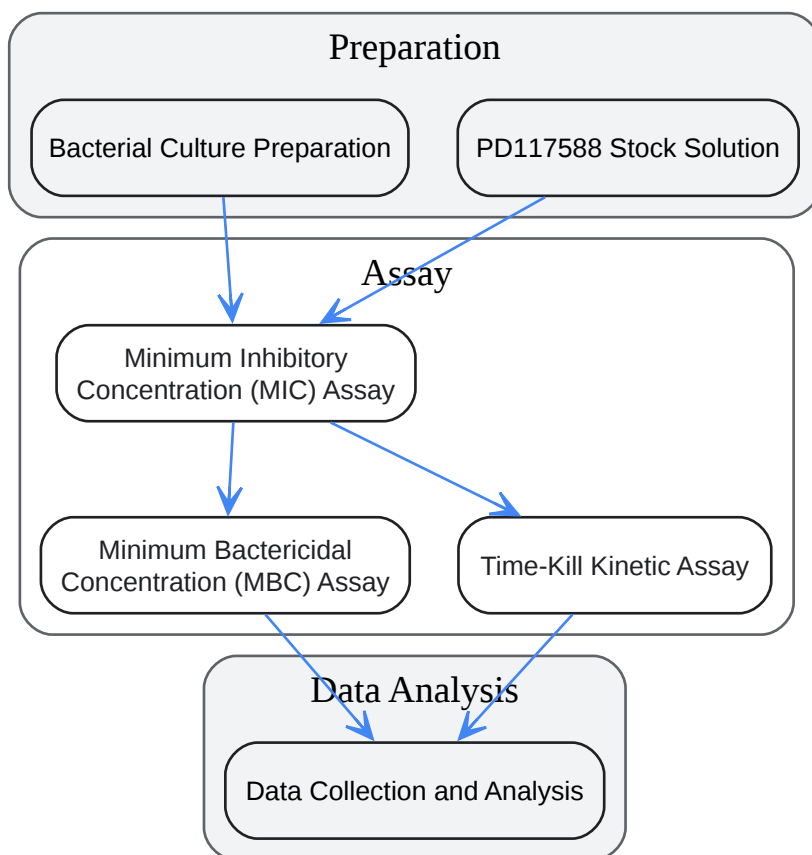 Preparation
Bacterial Culture Preparation
PD117588 Stock Solution
Assay
Minimum Inhibitory
Concentration (MIC) Assay
Minimum Bactericidal
Concentration (MBC) Assay
Time-Kill Kinetic Assay
Data Analysis
Data Collection and Analysis